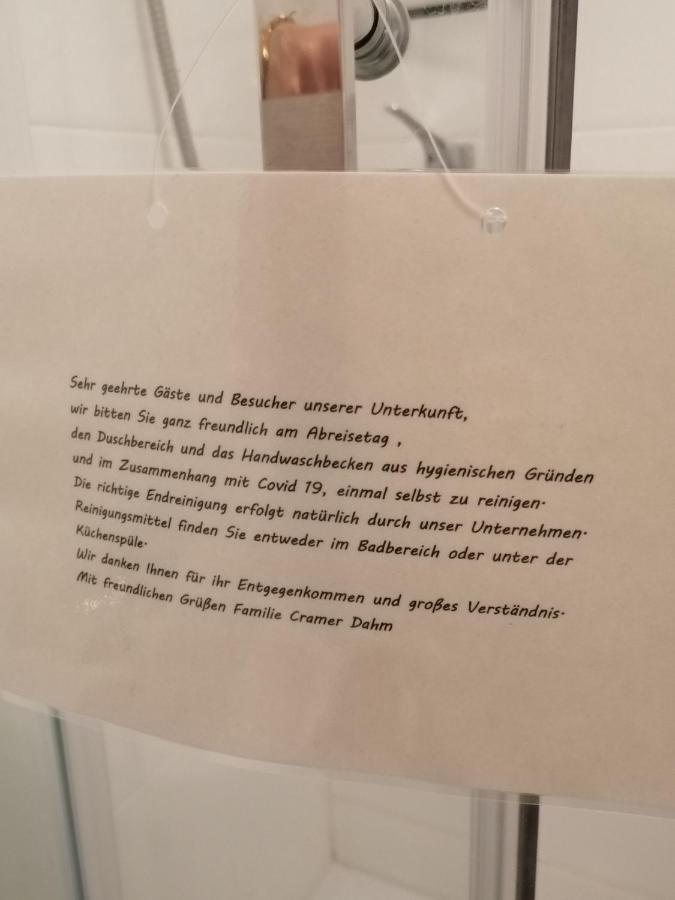 Sehr geehrte Gäste und Besucher unserer Unterkunft,
wir bitten Sie ganz freundlich am Abreisetag ,
den Duschbereich und das Handwaschbecken aus hygienischen Gründen
und im Zusammenhang mit Covid 19, einmal selbst zu reinigen.
Die richtige Endreinigung erfolgt natürlich durch unser Unternehmen.
Reinigungsmittel finden Sie entweder im Badbereich oder unter der
Küchenspüle.
Wir danken Ihnen für ihr Entgegenkommen und großes Verständnis.
Mit freundlichen Grüßen Familie Cramer Dahm